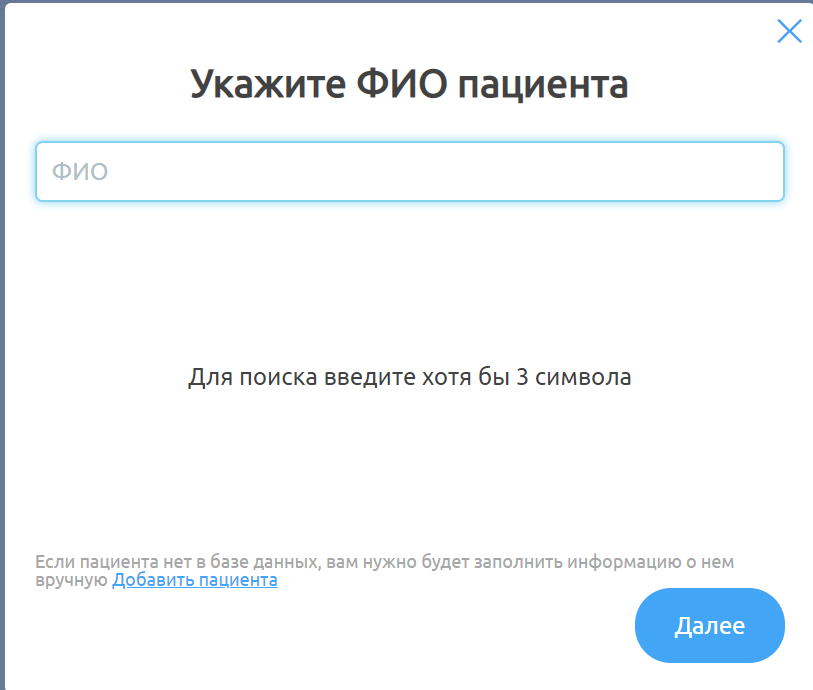 Укажите ФИО пациента
ФИО
Для поиска введите хотя бы 3 символа
Если пациента нет в базе данных, вам нужно будет заполнить информацию о нем
вручную Добавить пациента
Далее